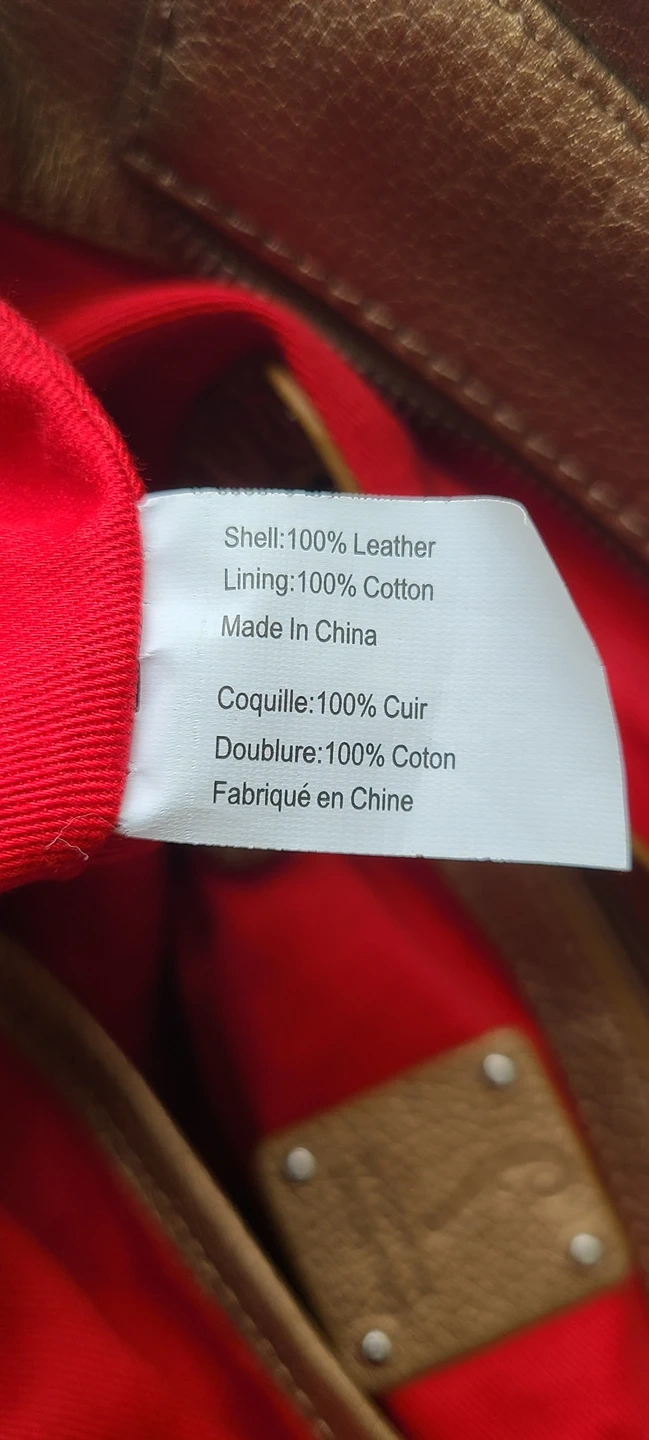 Shell:100% Leather
Lining:100% Cotton
Made In China
Coquille:100% Cuir
Doublure:100% Coton
Fabriqué en Chine